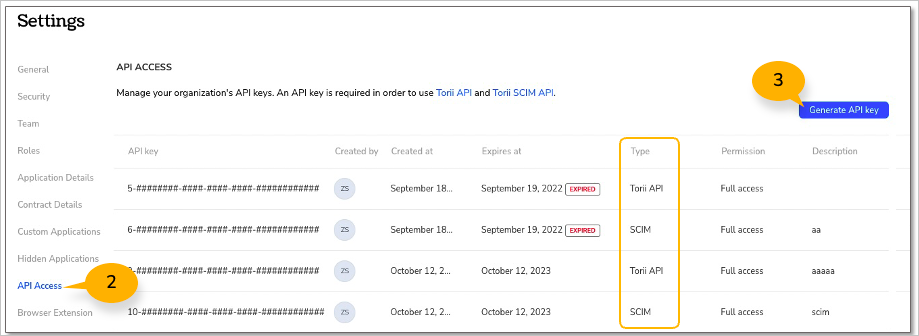 Settings
General
Security
Team
Roles
Application Details
Contract Details
Custom Applications
Hidden Applications
API Access
Browser Extension
2
API ACCESS
Manage your organization's API keys. An API key is required in order to use Torii API and Torii SCIM API.
3
Generate API key
API key Created by Created at Expires at Type Permission Description
5-########-####-####-####-############ ZS September 18... September 19, 2022 EXPIRED Torii API Full access
6-########-####-####-####-############ ZS September 18... September 19, 2022 EXPIRED SCIM Full access aa
-########-####-####-####-############ ZS October 12, 2... October 12, 2023 Torii API Full access aaaaa
10-########-####-####-####-############ ZS October 12, 2... October 12, 2023 SCIM Full access scim